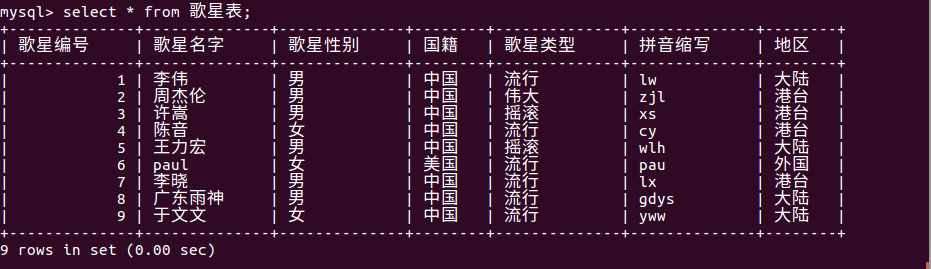 mysql> select * from 歌星表;
+--------------+--------------+--------------+--------+--------------+--------------+--------+
| 歌星编号 | 歌星名字 | 歌星性别 | 国籍 | 歌星类型 | 拼音缩写 | 地区 |
+--------------+--------------+--------------+--------+--------------+--------------+--------+
| 1 | 李伟 | 男 | 中国 | 流行 | lw | 大陆 |
| 2 | 周杰伦 | 男 | 中国 | 伟大 | zjl | 港台 |
| 3 | 许嵩 | 男 | 中国 | 摇滚 | xs | 港台 |
| 4 | 陈音 | 女 | 中国 | 流行 | cy | 港台 |
| 5 | 王力宏 | 男 | 中国 | 摇滚 | wlh | 大陆 |
| 6 | paul | 女 | 美国 | 流行 | pau | 外国 |
| 7 | 李晓 | 男 | 中国 | 流行 | lx | 港台 |
| 8 | 广东雨神 | 男 | 中国 | 流行 | gdys | 大陆 |
| 9 | 于文文 | 女 | 中国 | 流行 | yww | 大陆 |
+--------------+--------------+--------------+--------+--------------+--------------+--------+
9 rows in set (0.00 sec)